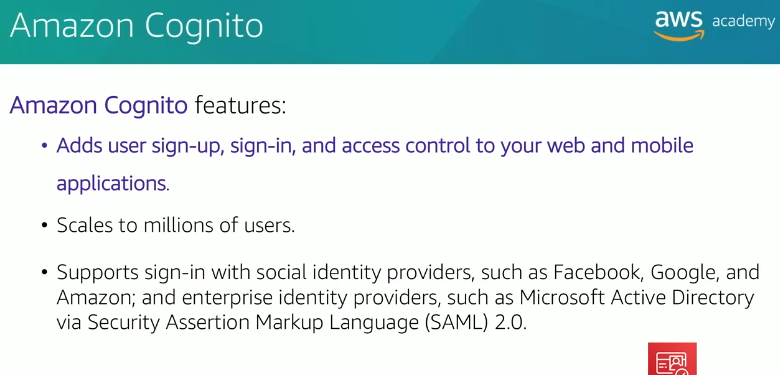 Amazon Cognito
aws academy
Amazon Cognito features:
• Adds user sign-up, sign-in, and access control to your web and mobile
applications.
• Scales to millions of users.
• Supports sign-in with social identity providers, such as Facebook, Google, and
Amazon; and enterprise identity providers, such as Microsoft Active Directory
via Security Assertion Markup Language (SAML) 2.0.